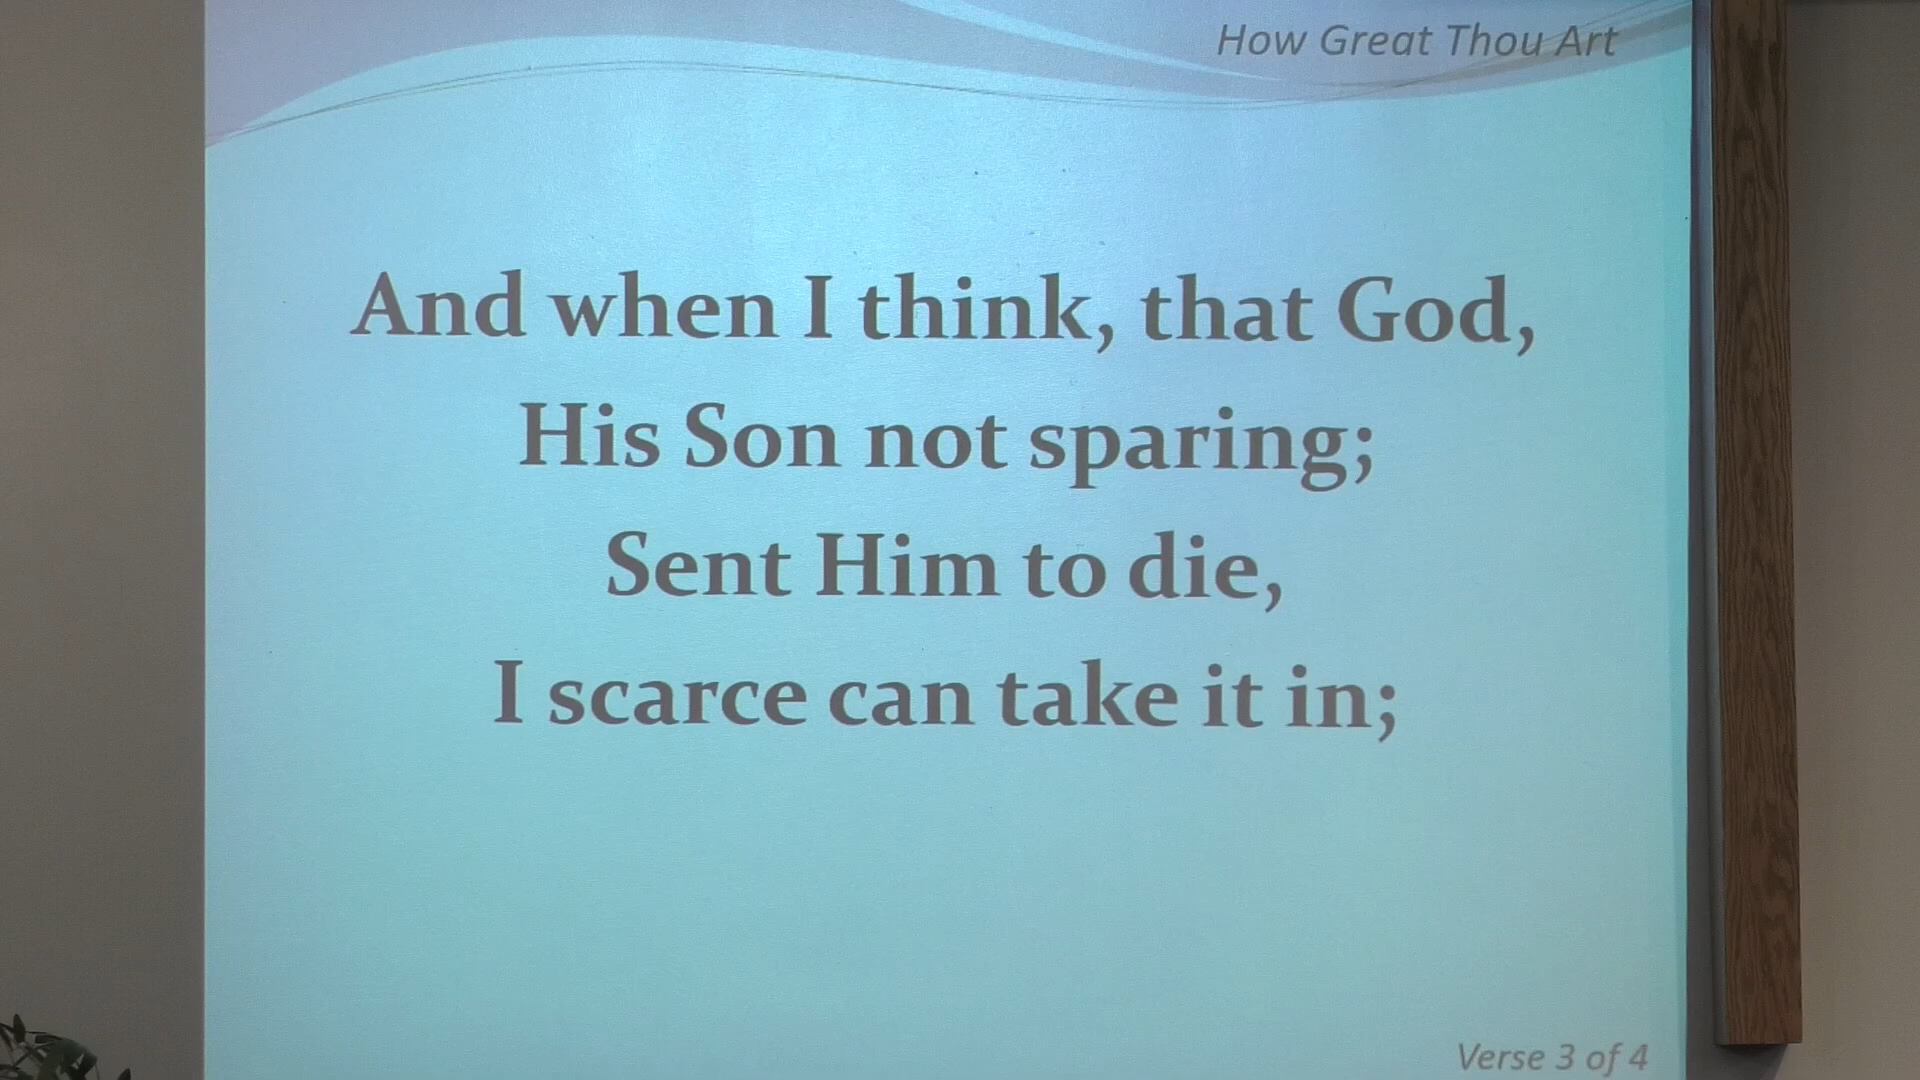 How Great Thou Art
And when I think, that God,
His Son not sparing;
Sent Him to die,
I scarce can take it in;
Verse 3 of 4